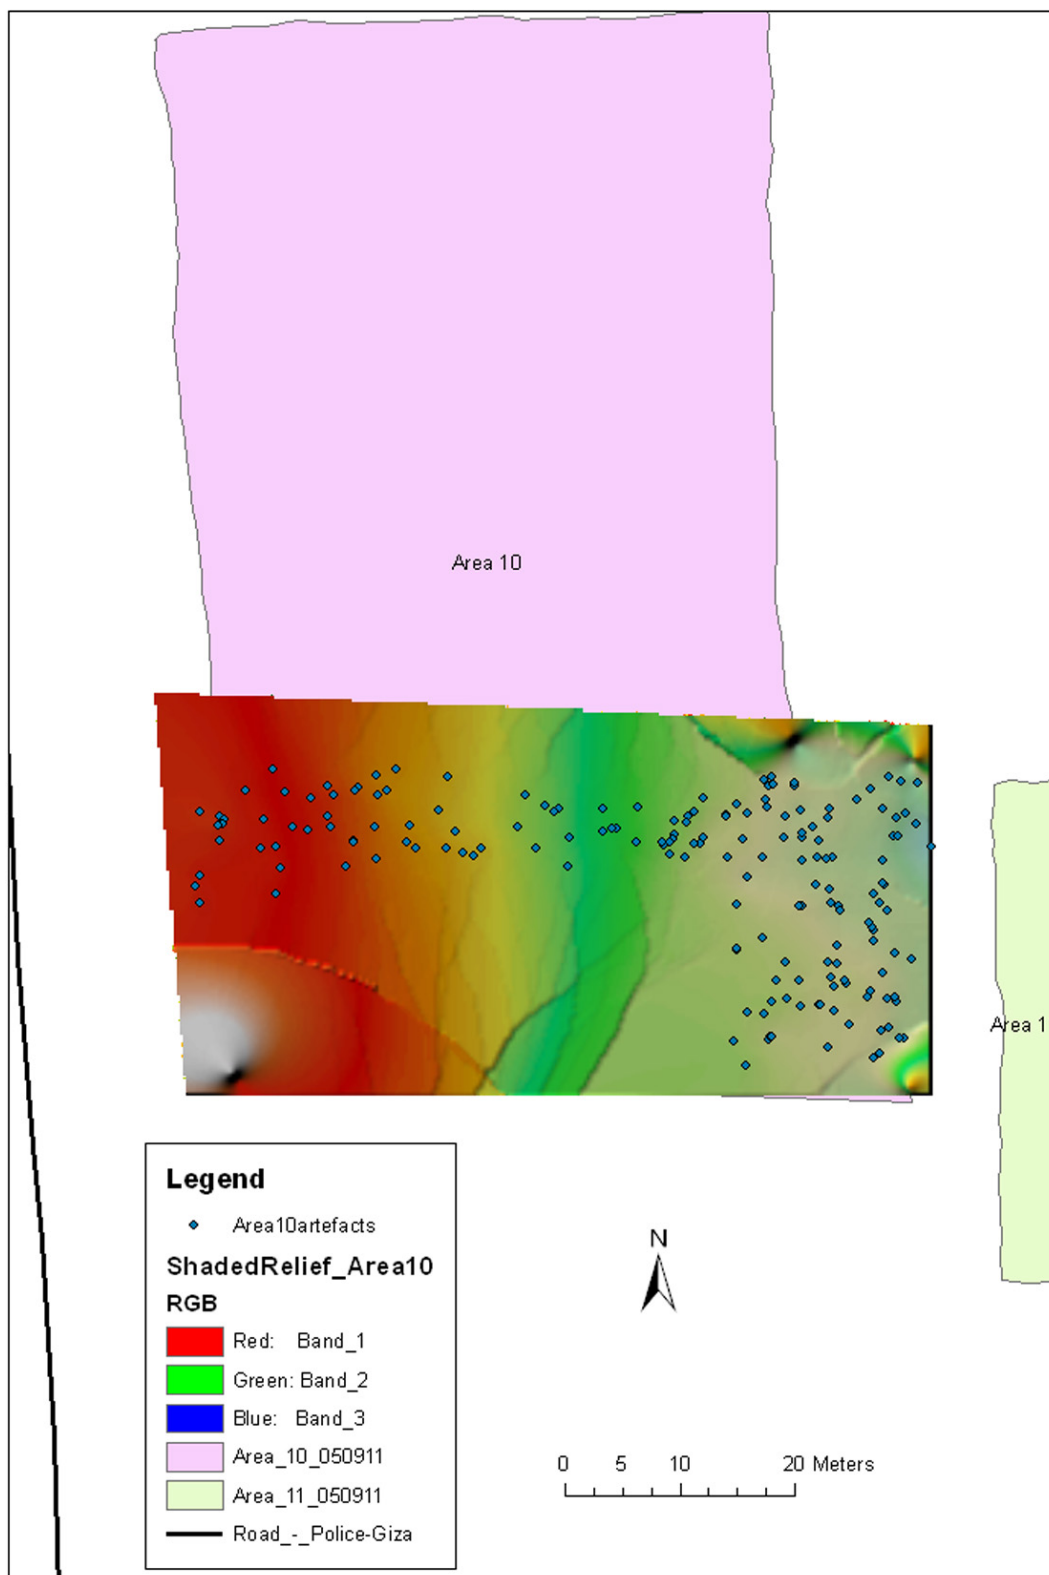 Area 10
Area 1
N
Legend
Area10artefacts
ShadedRelief_Area10
RGB
Red: Band_1
Green: Band_2
Blue: Band_3
Area_10_050911
Area_11_050911
Road_-_Police-Giza
0 5 10 20 Meters